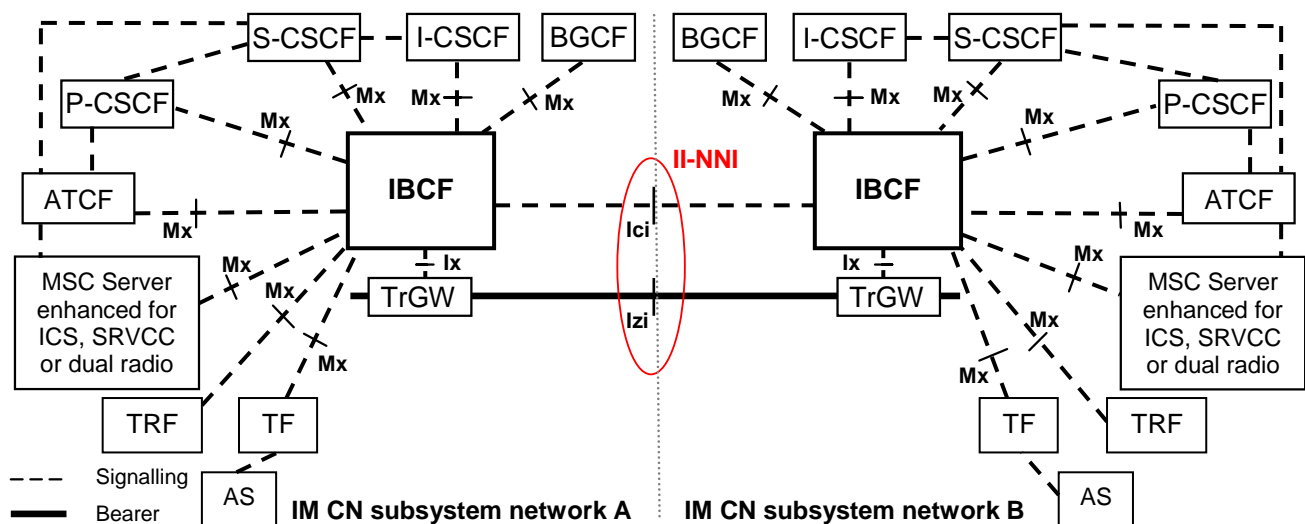 S-CSCF
I-CSCF
BGCF
BGCF
I-CSCF
S-CSCF
P-CSCF
Mx
Mx
Mx
Mx
Mx
Mx
P-CSCF
Mx
Mx
II-NNI
ATCF
IBCF
IBCF
ATCF
Mx
Ici
Mx
Mx
Ix
Ix
Mx
MSC Server
enhanced for
ICS, SRVCC
or dual radio
TrGW
TrGW
MSC Server
enhanced for
ICS, SRVCC
or dual radio
Mx
Izi
Mx
Mx
Mx
TRF
TF
TF
TRF
Signalling
AS
AS
Bearer
IM CN subsystem network A
IM CN subsystem network B